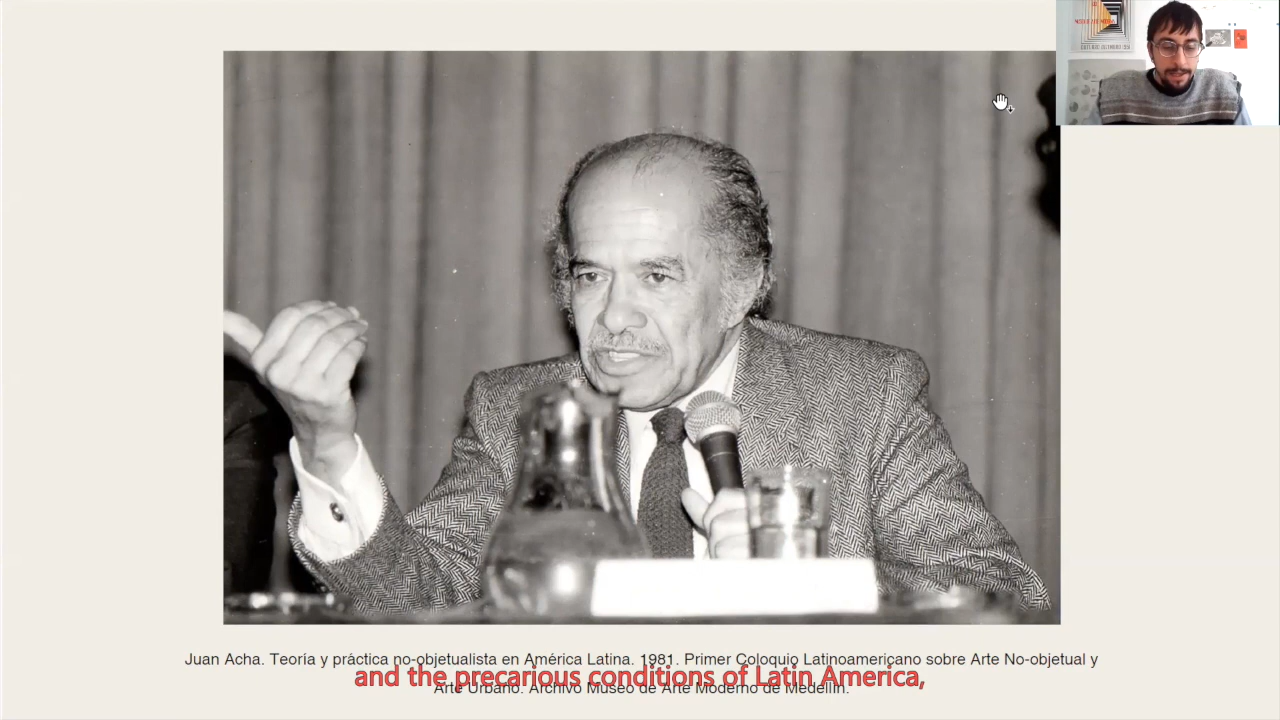 Juan Acha. Teoría y práctica no-objetualista en América Latina. 1981. Primer Coloquio Latinoamericano sobre Arte No-objetual y
Arte Urbano. Archivo Museo de Arte Moderno de Medellín.
and the precarious conditions of Latin America,